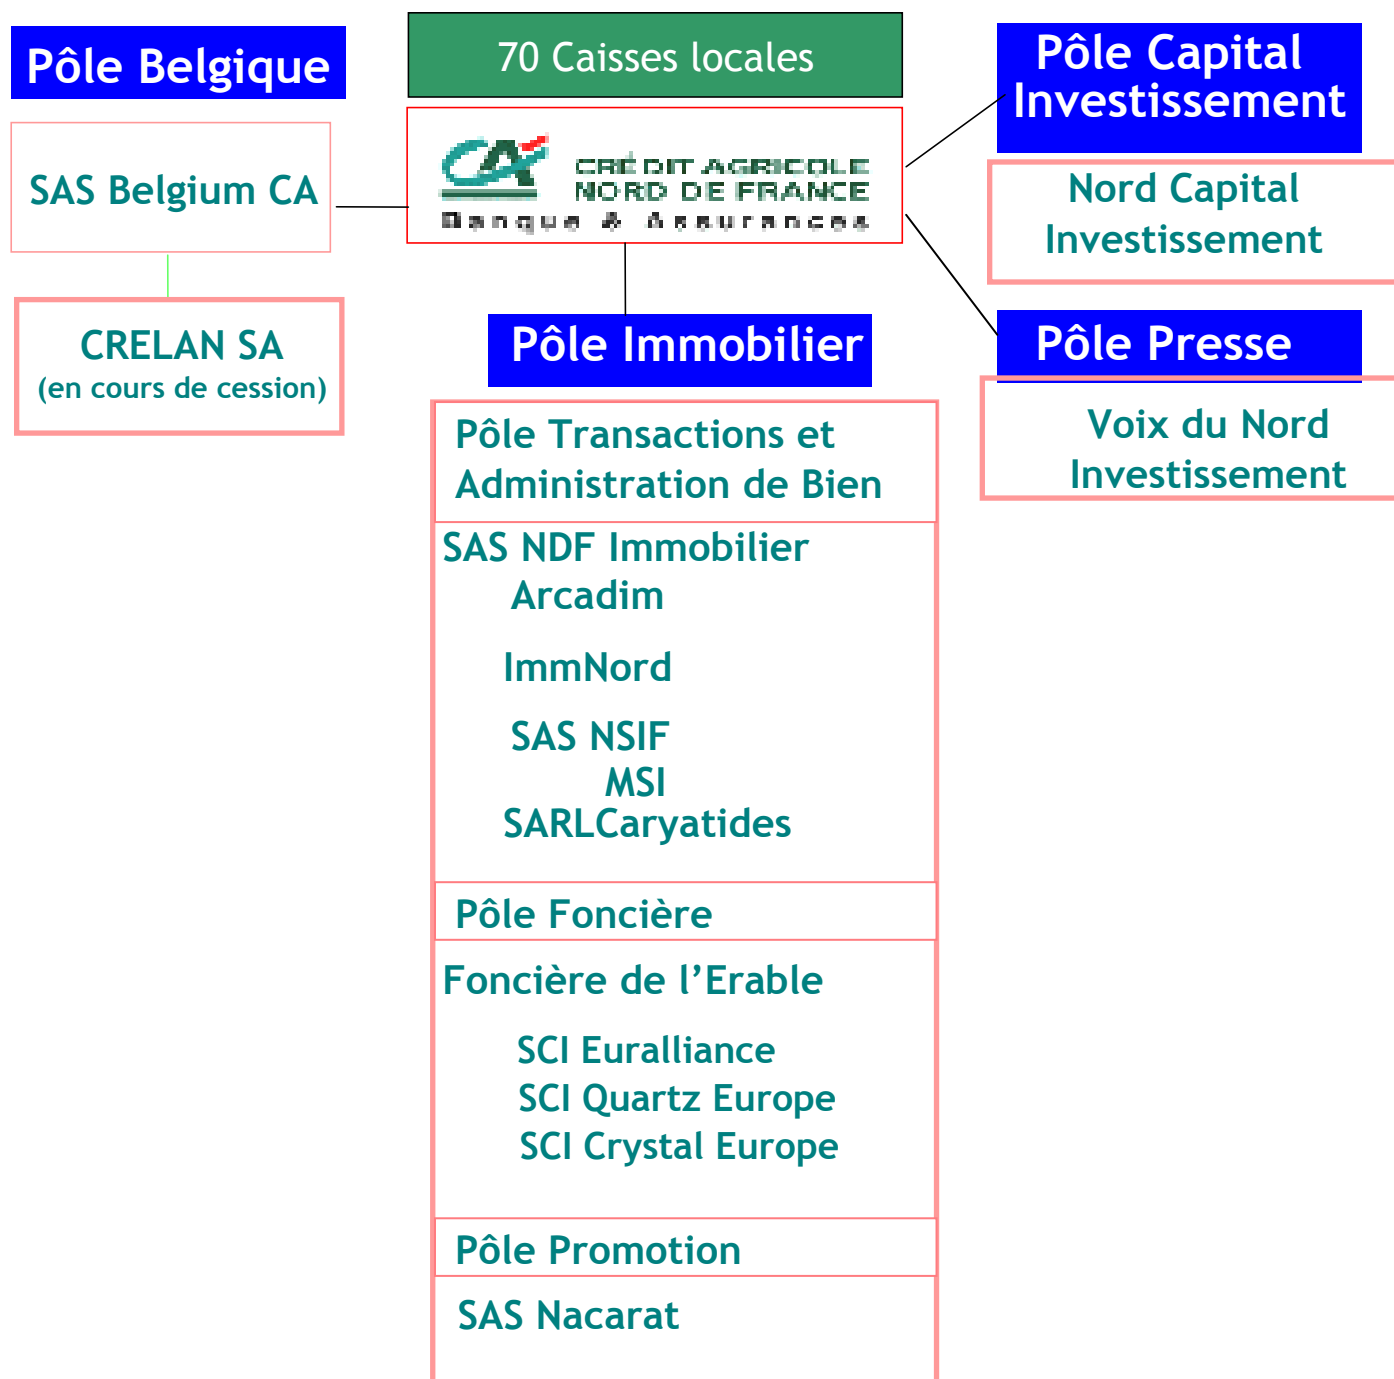 Pôle Belgique
SAS Belgium CA
CRELAN SA
(en cours de cession)
70 Caisses locales
CRÉDIT AGRICOLE
NORD DE FRANCE
Banque & Assurances
Pôle Capital
Investissement
Nord Capital
Investissement
Pôle Presse
Voix du Nord
Investissement
Pôle Immobilier
Pôle Transactions et
Administration de Bien
SAS NDF Immobilier
Arcadim
ImmNord
SAS NSIF
MSI
SARLCaryatides
Pôle Foncière
Foncière de l’Erable
SCI Euralliance
SCI Quartz Europe
SCI Crystal Europe
Pôle Promotion
SAS Nacarat